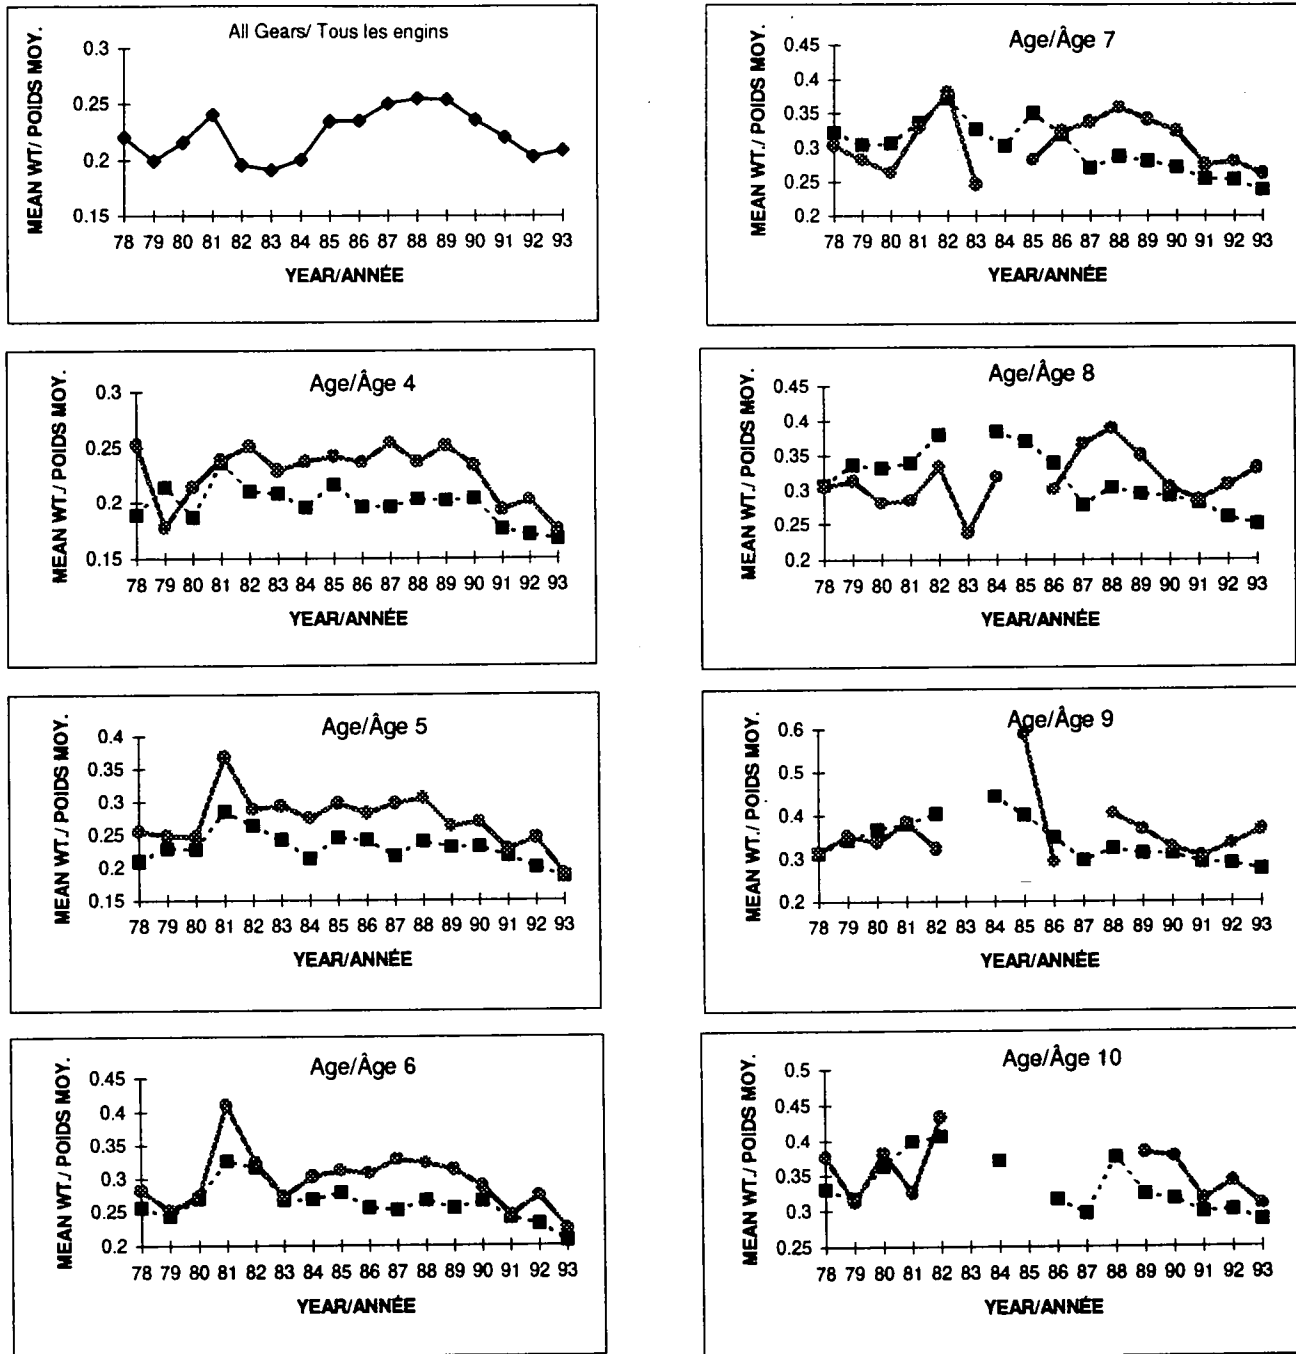 All Gears/ Tous les engins
MEAN WT./ POIDS MOY.
0.3
0.25
0.2
0.15
78 79 80 81 82 83 84 85 86 87 88 89 90 91 92 93
YEAR/ANNÉE
Age/Âge 4
MEAN WT./ POIDS MOY.
0.3
0.25
0.2
0.15
78 79 80 81 82 83 84 85 86 87 88 89 90 91 92 93
YEAR/ANNÉE
Age/Âge 5
MEAN WT./ POIDS MOY.
0.4
0.35
0.3
0.25
0.2
0.15
78 79 80 81 82 83 84 85 86 87 88 89 90 91 92 93
YEAR/ANNÉE
Age/Âge 6
MEAN WT./ POIDS MOY.
0.45
0.4
0.35
0.3
0.25
0.2
78 79 80 81 82 83 84 85 86 87 88 89 90 91 92 93
YEAR/ANNÉE
Age/Âge 7
MEAN WT./ POIDS MOY.
0.45
0.4
0.35
0.3
0.25
0.2
78 79 80 81 82 83 84 85 86 87 88 89 90 91 92 93
YEAR/ANNÉE
Age/Âge 8
MEAN WT./ POIDS MOY.
0.45
0.4
0.35
0.3
0.25
0.2
78 79 80 81 82 83 84 85 86 87 88 89 90 91 92 93
YEAR/ANNÉE
Age/Âge 9
MEAN WT./ POIDS MOY.
0.6
0.5
0.4
0.3
0.2
78 79 80 81 82 83 84 85 86 87 88 89 90 91 92 93
YEAR/ANNÉE
Age/Âge 10
MEAN WT./ POIDS MOY.
0.5
0.45
0.4
0.35
0.3
0.25
78 79 80 81 82 83 84 85 86 87 88 89 90 91 92 93
YEAR/ANNÉE